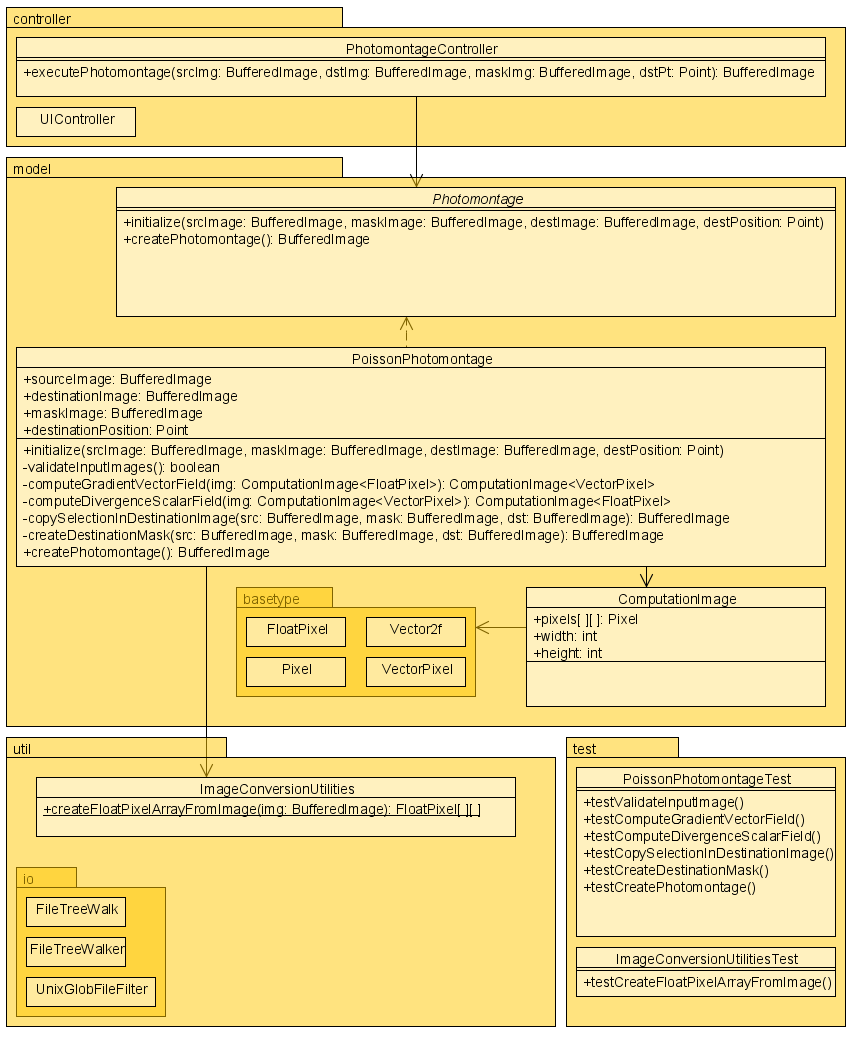 controller
PhotomontageController
+executePhotomontage(srcImg: BufferedImage, dstImg: BufferedImage, maskImg: BufferedImage, dstPt: Point): BufferedImage
UIController
model
Photomontage
+initialize(srcImage: BufferedImage, maskImage: BufferedImage, destImage: BufferedImage, destPosition: Point)
+createPhotomontage(): BufferedImage
PoissonPhotomontage
+sourceImage: BufferedImage
+destinationImage: BufferedImage
+maskImage: BufferedImage
+destinationPosition: Point
+initialize(srcImage: BufferedImage, maskImage: BufferedImage, destImage: BufferedImage, destPosition: Point)
-validateInputImages(): boolean
-computeGradientVectorField(img: ComputationImage<FloatPixel>): ComputationImage<VectorPixel>
-computeDivergenceScalarField(img: ComputationImage<VectorPixel>): ComputationImage<FloatPixel>
-copySelectionInDestinationImage(src: BufferedImage, mask: BufferedImage, dst: BufferedImage): BufferedImage
-createDestinationMask(src: BufferedImage, mask: BufferedImage, dst: BufferedImage): BufferedImage
+createPhotomontage(): BufferedImage
basetype
FloatPixel
Vector2f
Pixel
VectorPixel
ComputationImage
+pixels[ ][ ]: Pixel
+width: int
+height: int
util
ImageConversionUtilities
+createFloatPixelArrayFromImage(img: BufferedImage): FloatPixel[ ][ ]
io
FileTreeWalk
FileTreeWalker
UnixGlobFileFilter
test
PoissonPhotomontageTest
+testValidateInputImage()
+testComputeGradientVectorField()
+testComputeDivergenceScalarField()
+testCopySelectionInDestinationImage()
+testCreateDestinationMask()
+testCreatePhotomontage()
ImageConversionUtilitiesTest
+testCreateFloatPixelArrayFromImage()